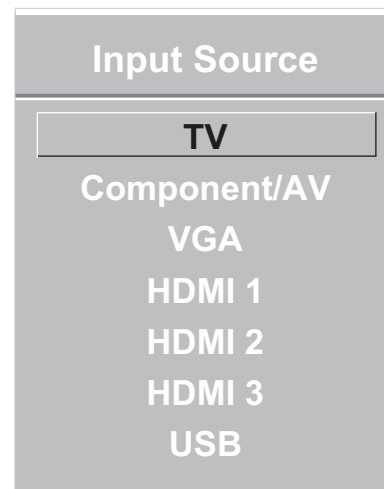 Input Source
TV
Component/AV
VGA
HDMI 1
HDMI 2
HDMI 3
USB